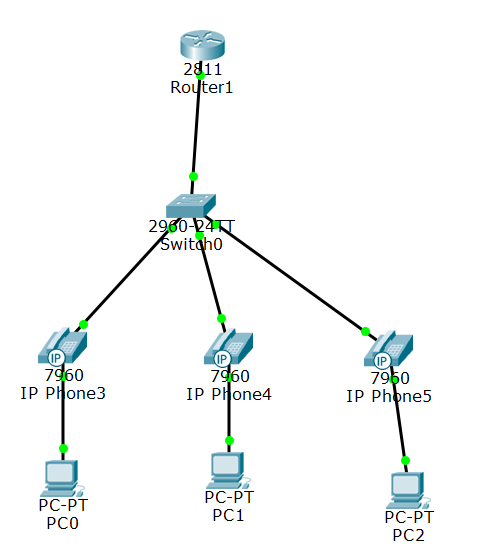 2811
Router1
2960-24TT
Switch0
IP
7960
IP Phone3
IP
7960
IP Phone4
IP
7960
IP Phone5
PC-PT
PC0
PC-PT
PC1
PC-PT
PC2